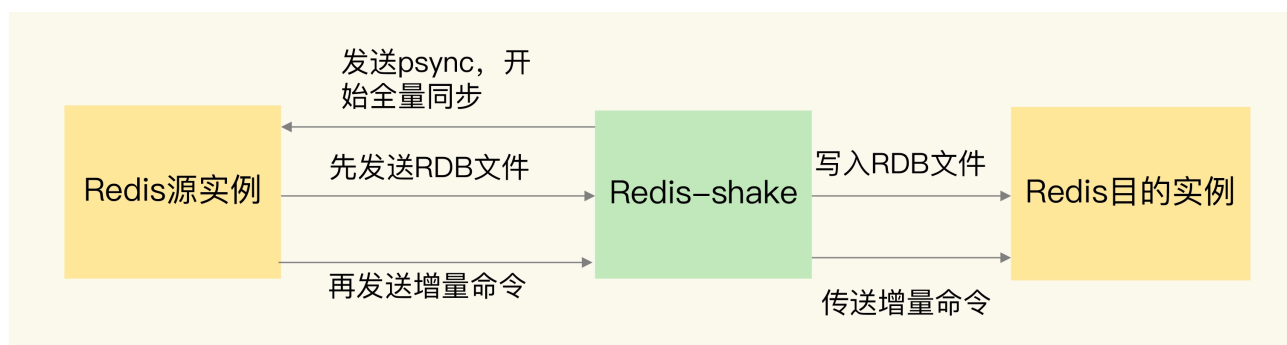 发送psync，开
始全量同步
先发送RDB文件
写入RDB文件
Redis源实例
Redis-shake
Redis目的实例
再发送增量命令
传送增量命令